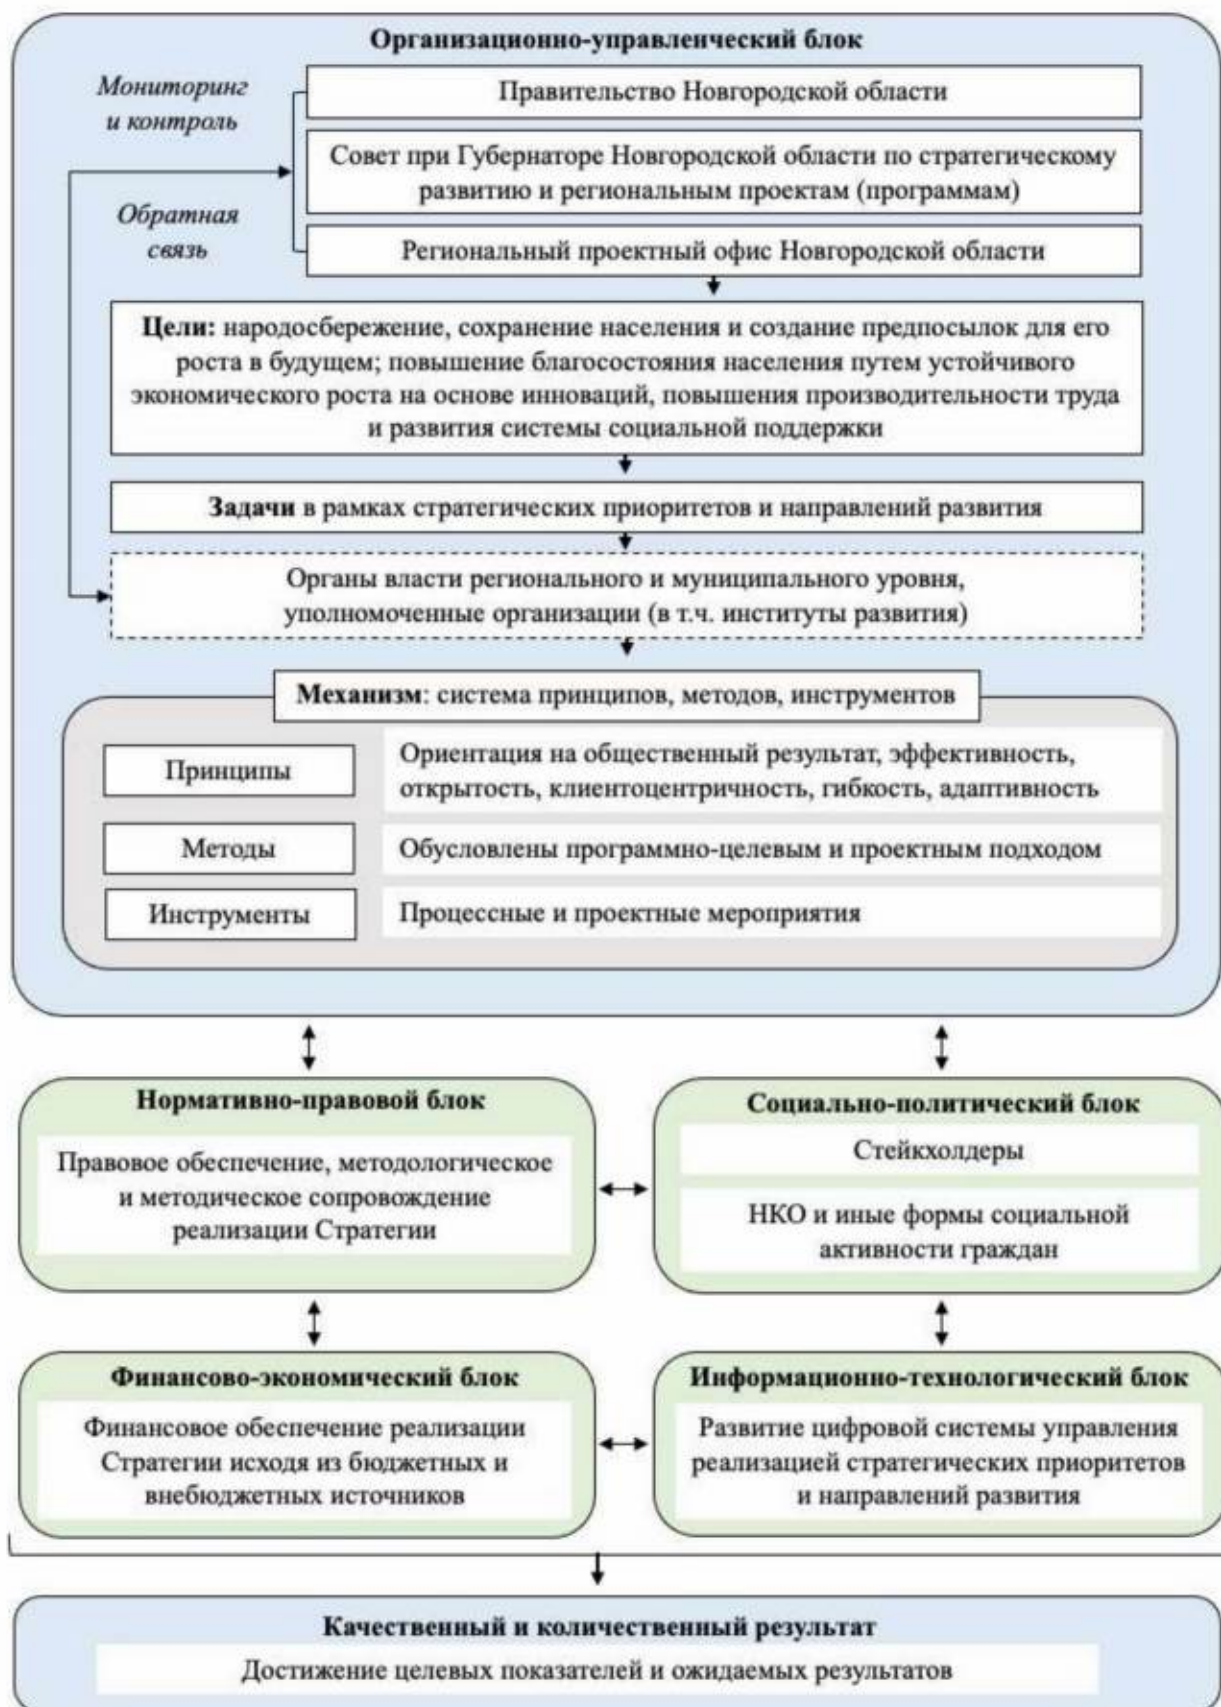 Организационно-управленческий блок
Мониторинг
и контроль
Правительство Новгородской области
Совет при Губернаторе Новгородской области по стратегическому
развитию и региональным проектам (программам)
Обратная
связь
Региональный проектный офис Новгородской области
Цели: народосбережение, сохранение населения и создание предпосылок для его
роста в будущем; повышение благосостояния населения путем устойчивого
экономического роста на основе инноваций, повышения производительности труда
и развития системы социальной поддержки
Задачи в рамках стратегических приоритетов и направлений развития
Органы власти регионального и муниципального уровня,
уполномоченные организации (в т.ч. институты развития)
Механизм: система принципов, методов, инструментов
Принципы
Ориентация на общественный результат, эффективность,
открытость, клиентоцентричность, гибкость, адаптивность
Методы
Обусловлены программно-целевым и проектным подходом
Инструменты
Процессные и проектные мероприятия
Нормативно-правовой блок
Правовое обеспечение, методологическое
и методическое сопровождение
реализации Стратегии
Социально-политический блок
Стейкхолдеры
НКО и иные формы социальной
активности граждан
Финансово-экономический блок
Финансовое обеспечение реализации
Стратегии исходя из бюджетных и
внебюджетных источников
Информационно-технологический блок
Развитие цифровой системы управления
реализацией стратегических приоритетов
и направлений развития
Качественный и количественный результат
Достижение целевых показателей и ожидаемых результатов